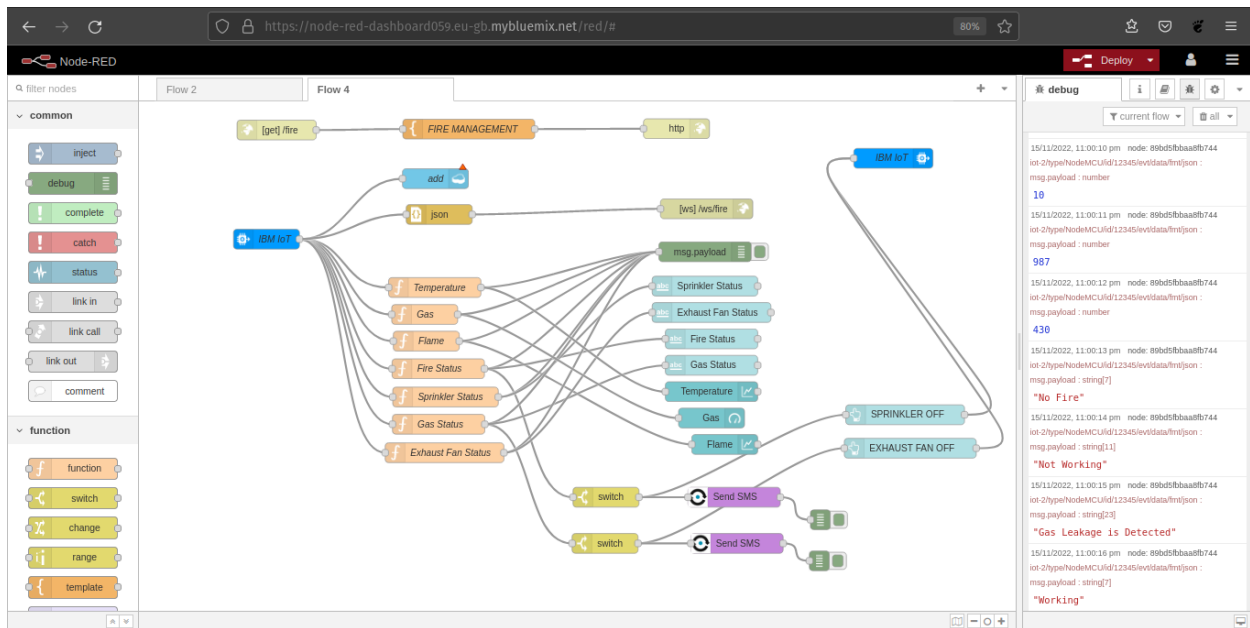 https://node-red-dashboard059.eu-gb.mybluemix.net/red/#
80%
Node-RED
Deploy
filter nodes
common
inject
debug
complete
catch
status
link in
link call
link out
comment
function
function
switch
change
range
template
Flow 2
Flow 4
[get] /fire
FIRE MANAGEMENT
http
IBM IoT
add
json
[ws] /ws/fire
IBM IoT
msg.payload
Temperature
Gas
Flame
Fire Status
Sprinkler Status
Gas Status
Exhaust Fan Status
abc Sprinkler Status
abc Exhaust Fan Status
abc Fire Status
abc Gas Status
Temperature
Gas
Flame
SPRINKLER OFF
EXHAUST FAN OFF
switch
Send SMS
switch
Send SMS
debug
i
current flow
all
15/11/2022, 11:00:10 pm node: 89bd5fbbaa8fb744
iot-2/type/NodeMCU/id/12345/evt/data/fmt/json :
msg.payload : number
10
15/11/2022, 11:00:11 pm node: 89bd5fbbaa8fb744
iot-2/type/NodeMCU/id/12345/evt/data/fmt/json :
msg.payload : number
987
15/11/2022, 11:00:12 pm node: 89bd5fbbaa8fb744
iot-2/type/NodeMCU/id/12345/evt/data/fmt/json :
msg.payload : number
430
15/11/2022, 11:00:13 pm node: 89bd5fbbaa8fb744
iot-2/type/NodeMCU/id/12345/evt/data/fmt/json :
msg.payload : string[7]
"No Fire"
15/11/2022, 11:00:14 pm node: 89bd5fbbaa8fb744
iot-2/type/NodeMCU/id/12345/evt/data/fmt/json :
msg.payload : string[11]
"Not Working"
15/11/2022, 11:00:15 pm node: 89bd5fbbaa8fb744
iot-2/type/NodeMCU/id/12345/evt/data/fmt/json :
msg.payload : string[23]
"Gas Leakage is Detected"
15/11/2022, 11:00:16 pm node: 89bd5fbbaa8fb744
iot-2/type/NodeMCU/id/12345/evt/data/fmt/json :
msg.payload : string[7]
"Working"